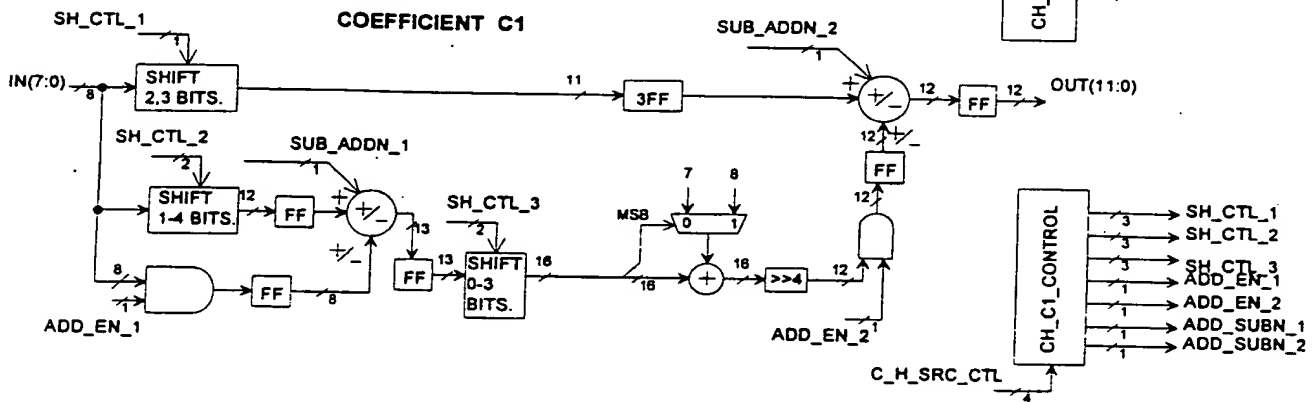 COEFFICIENT C1
CH_
SH_CTL_1
1
IN(7:0)
8
SHIFT
2,3 BITS.
11
3FF
SUB_ADDN_2
1
+
+/-
+/-
12
FF
12
OUT(11:0)
SH_CTL_2
2
SHIFT
1-4 BITS.
12
FF
SUB_ADDN_1
1
+
+/-
+/-
13
8
1
ADD_EN_1
FF
8
FF
13
SH_CTL_3
2
SHIFT
0-3
BITS.
16
MSB
16
7
8
0
1
+
16
>>4
12
ADD_EN_2
1
12
FF
12
CH_C1_CONTROL
C_H_SRC_CTL
4
3
SH_CTL_1
3
SH_CTL_2
3
SH_CTL_3
1
ADD_EN_1
1
ADD_EN_2
1
ADD_SUBN_1
1
ADD_SUBN_2